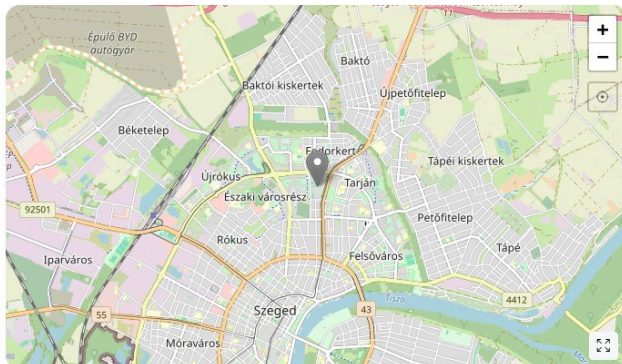 11
Épülő BYD
autógyár
Baktó
Baktói kiskertek
Újpetőfitelep
Béketelep
Fodorkert
Tápéi kiskertek
Újrókus
Tarján
Északi városrész
92501
Petőfitelep
Rókus
Tápé
Felsőváros
Iparváros
Tisza
4412
Szeged
43
55
Móraváros
+
−